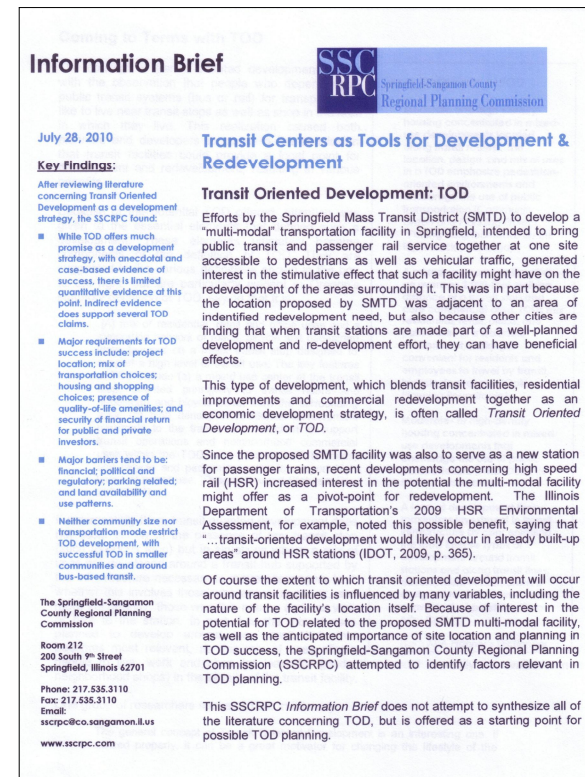 Information Brief
SSC
RPC
Springfield-Sangamon County
Regional Planning Commission
July 28, 2010
Key Findings:
After reviewing literature
concerning Transit Oriented
Development as a development
strategy, the SSCRPC found:
■ While TOD offers much
promise as a development
strategy, with anecdotal and
case-based evidence of
success, there is limited
quantitative evidence at this
point. Indirect evidence
does support several TOD
claims.
■ Major requirements for TOD
success include: project
location; mix of
transportation choices;
housing and shopping
choices; presence of
quality-of-life amenities; and
security of financial return
for public and private
investors.
■ Major barriers tend to be:
financial; political and
regulatory; parking related;
and land availability and
use patterns.
■ Neither community size nor
transportation mode restrict
TOD development, with
successful TOD in smaller
communities and around
bus-based transit.
The Springfield-Sangamon
County Regional Planning
Commission
Room 212
200 South 9th Street
Springfield, Illinois 62701
Phone: 217.535.3110
Fax: 217.535.3110
Email:
sscrpc@co.sangamon.il.us
www.sscrpc.com
Transit Centers as Tools for Development &
Redevelopment
Transit Oriented Development: TOD
Efforts by the Springfield Mass Transit District (SMTD) to develop a
"multi-modal" transportation facility in Springfield, intended to bring
public transit and passenger rail service together at one site
accessible to pedestrians as well as vehicular traffic, generated
interest in the stimulative effect that such a facility might have on the
redevelopment of the areas surrounding it. This was in part because
the location proposed by SMTD was adjacent to an area of
indentified redevelopment need, but also because other cities are
finding that when transit stations are made part of a well-planned
development and re-development effort, they can have beneficial
effects.
This type of development, which blends transit facilities, residential
improvements and commercial redevelopment together as an
economic development strategy, is often called Transit Oriented
Development, or TOD.
Since the proposed SMTD facility was also to serve as a new station
for passenger trains, recent developments concerning high speed
rail (HSR) increased interest in the potential the multi-modal facility
might offer as a pivot-point for redevelopment. The Illinois
Department of Transportation's 2009 HSR Environmental
Assessment, for example, noted this possible benefit, saying that
"…transit-oriented development would likely occur in already built-up
areas" around HSR stations (IDOT, 2009, p. 365).
Of course the extent to which transit oriented development will occur
around transit facilities is influenced by many variables, including the
nature of the facility's location itself. Because of interest in the
potential for TOD related to the proposed SMTD multi-modal facility,
as well as the anticipated importance of site location and planning in
TOD success, the Springfield-Sangamon County Regional Planning
Commission (SSCRPC) attempted to identify factors relevant in
TOD planning.
This SSCRPC Information Brief does not attempt to synthesize all of
the literature concerning TOD, but is offered as a starting point for
possible TOD planning.